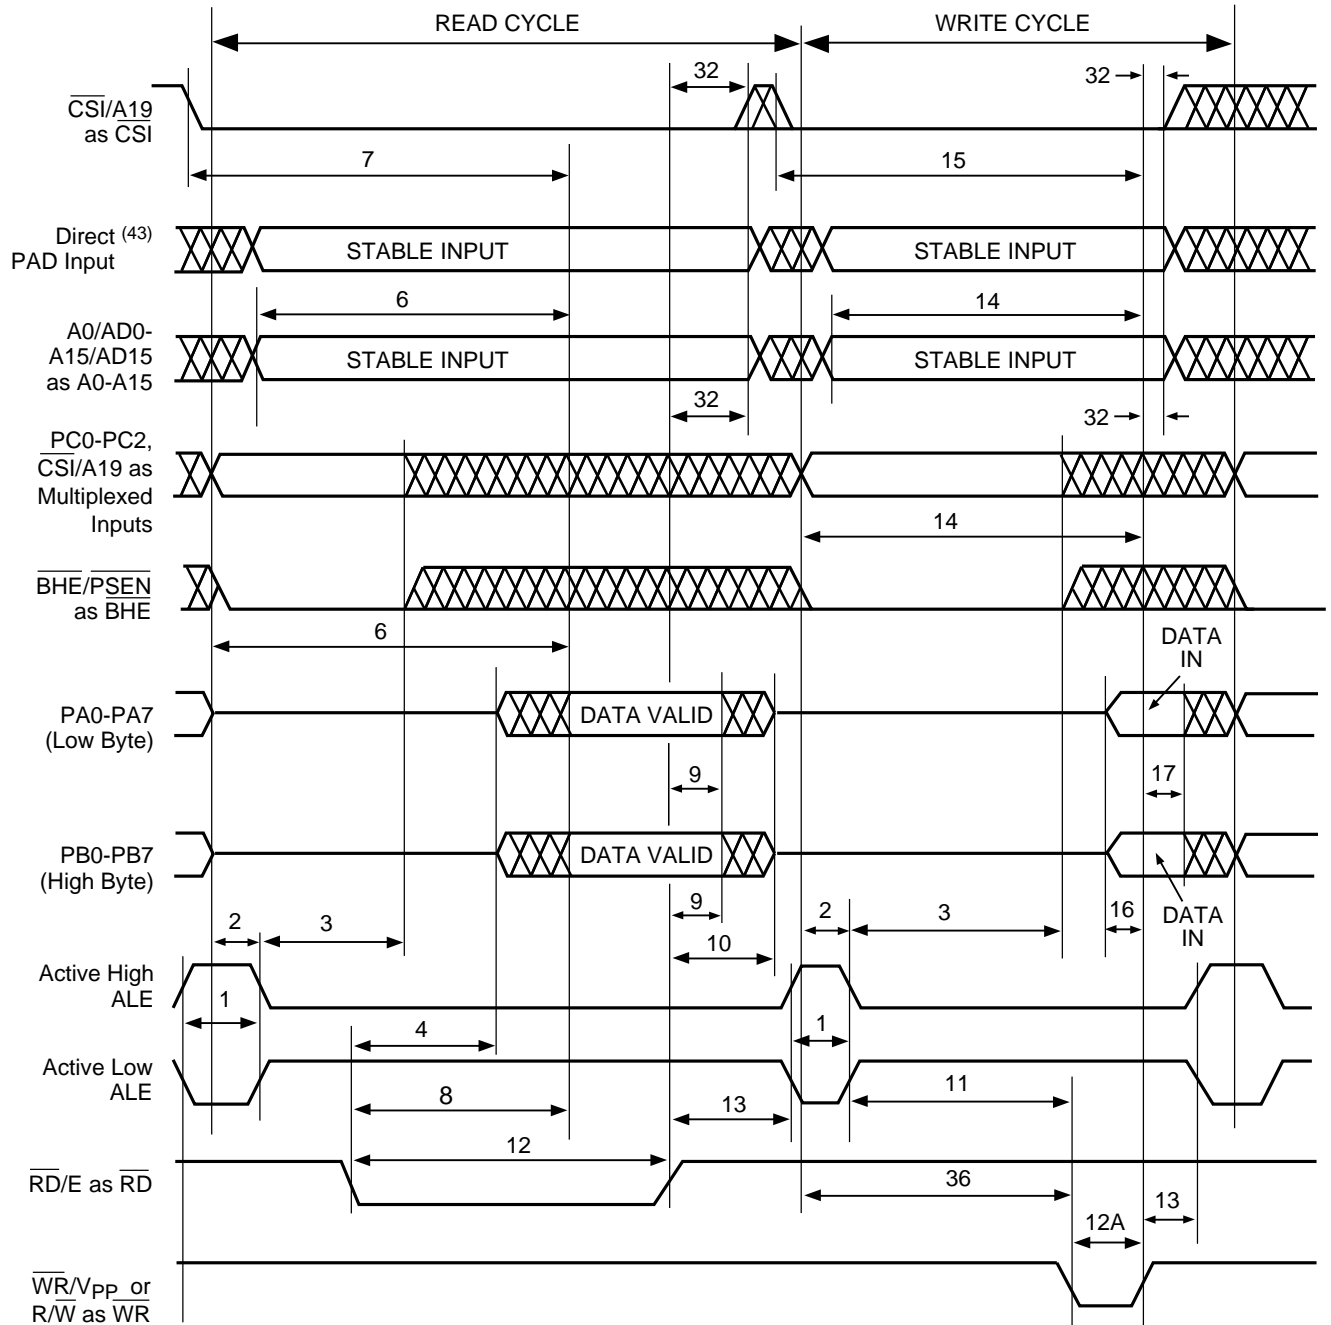 READ CYCLE
WRITE CYCLE
32
32
CSI/A19
as CSI
7
15
Direct (43)
PAD Input
STABLE INPUT
STABLE INPUT
6
14
A0/AD0-
A15/AD15
as A0-A15
STABLE INPUT
STABLE INPUT
32
32
PC0-PC2,
CSI/A19 as
Multiplexed
Inputs
14
BHE/PSEN
as BHE
6
DATA
IN
PA0-PA7
(Low Byte)
DATA VALID
9
17
PB0-PB7
(High Byte)
DATA VALID
9
DATA
IN
2
3
10
2
3
16
Active High
ALE
1
4
1
Active Low
ALE
8
13
11
12
RD/E as RD
36
13
12A
WR/VPP or
R/W as WR